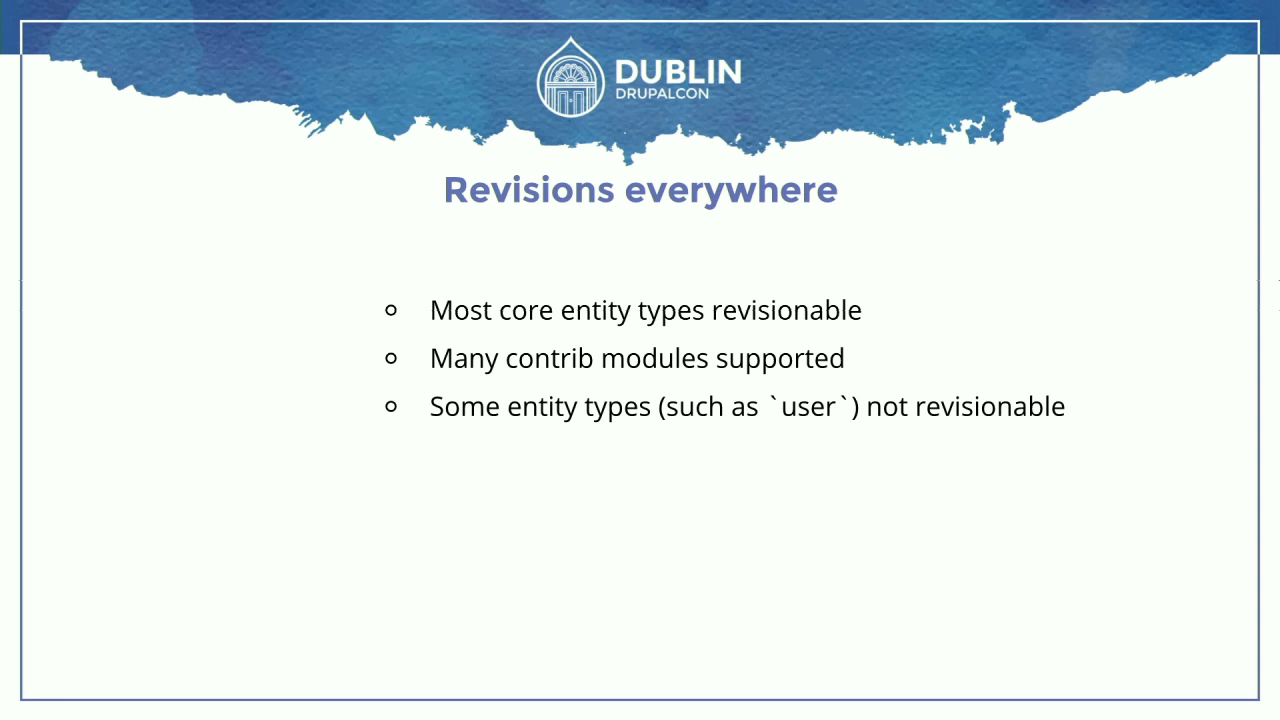 DUBLIN
DRUPALCON
Revisions everywhere
Most core entity types revisionable
Many contrib modules supported
Some entity types (such as `user`) not revisionable